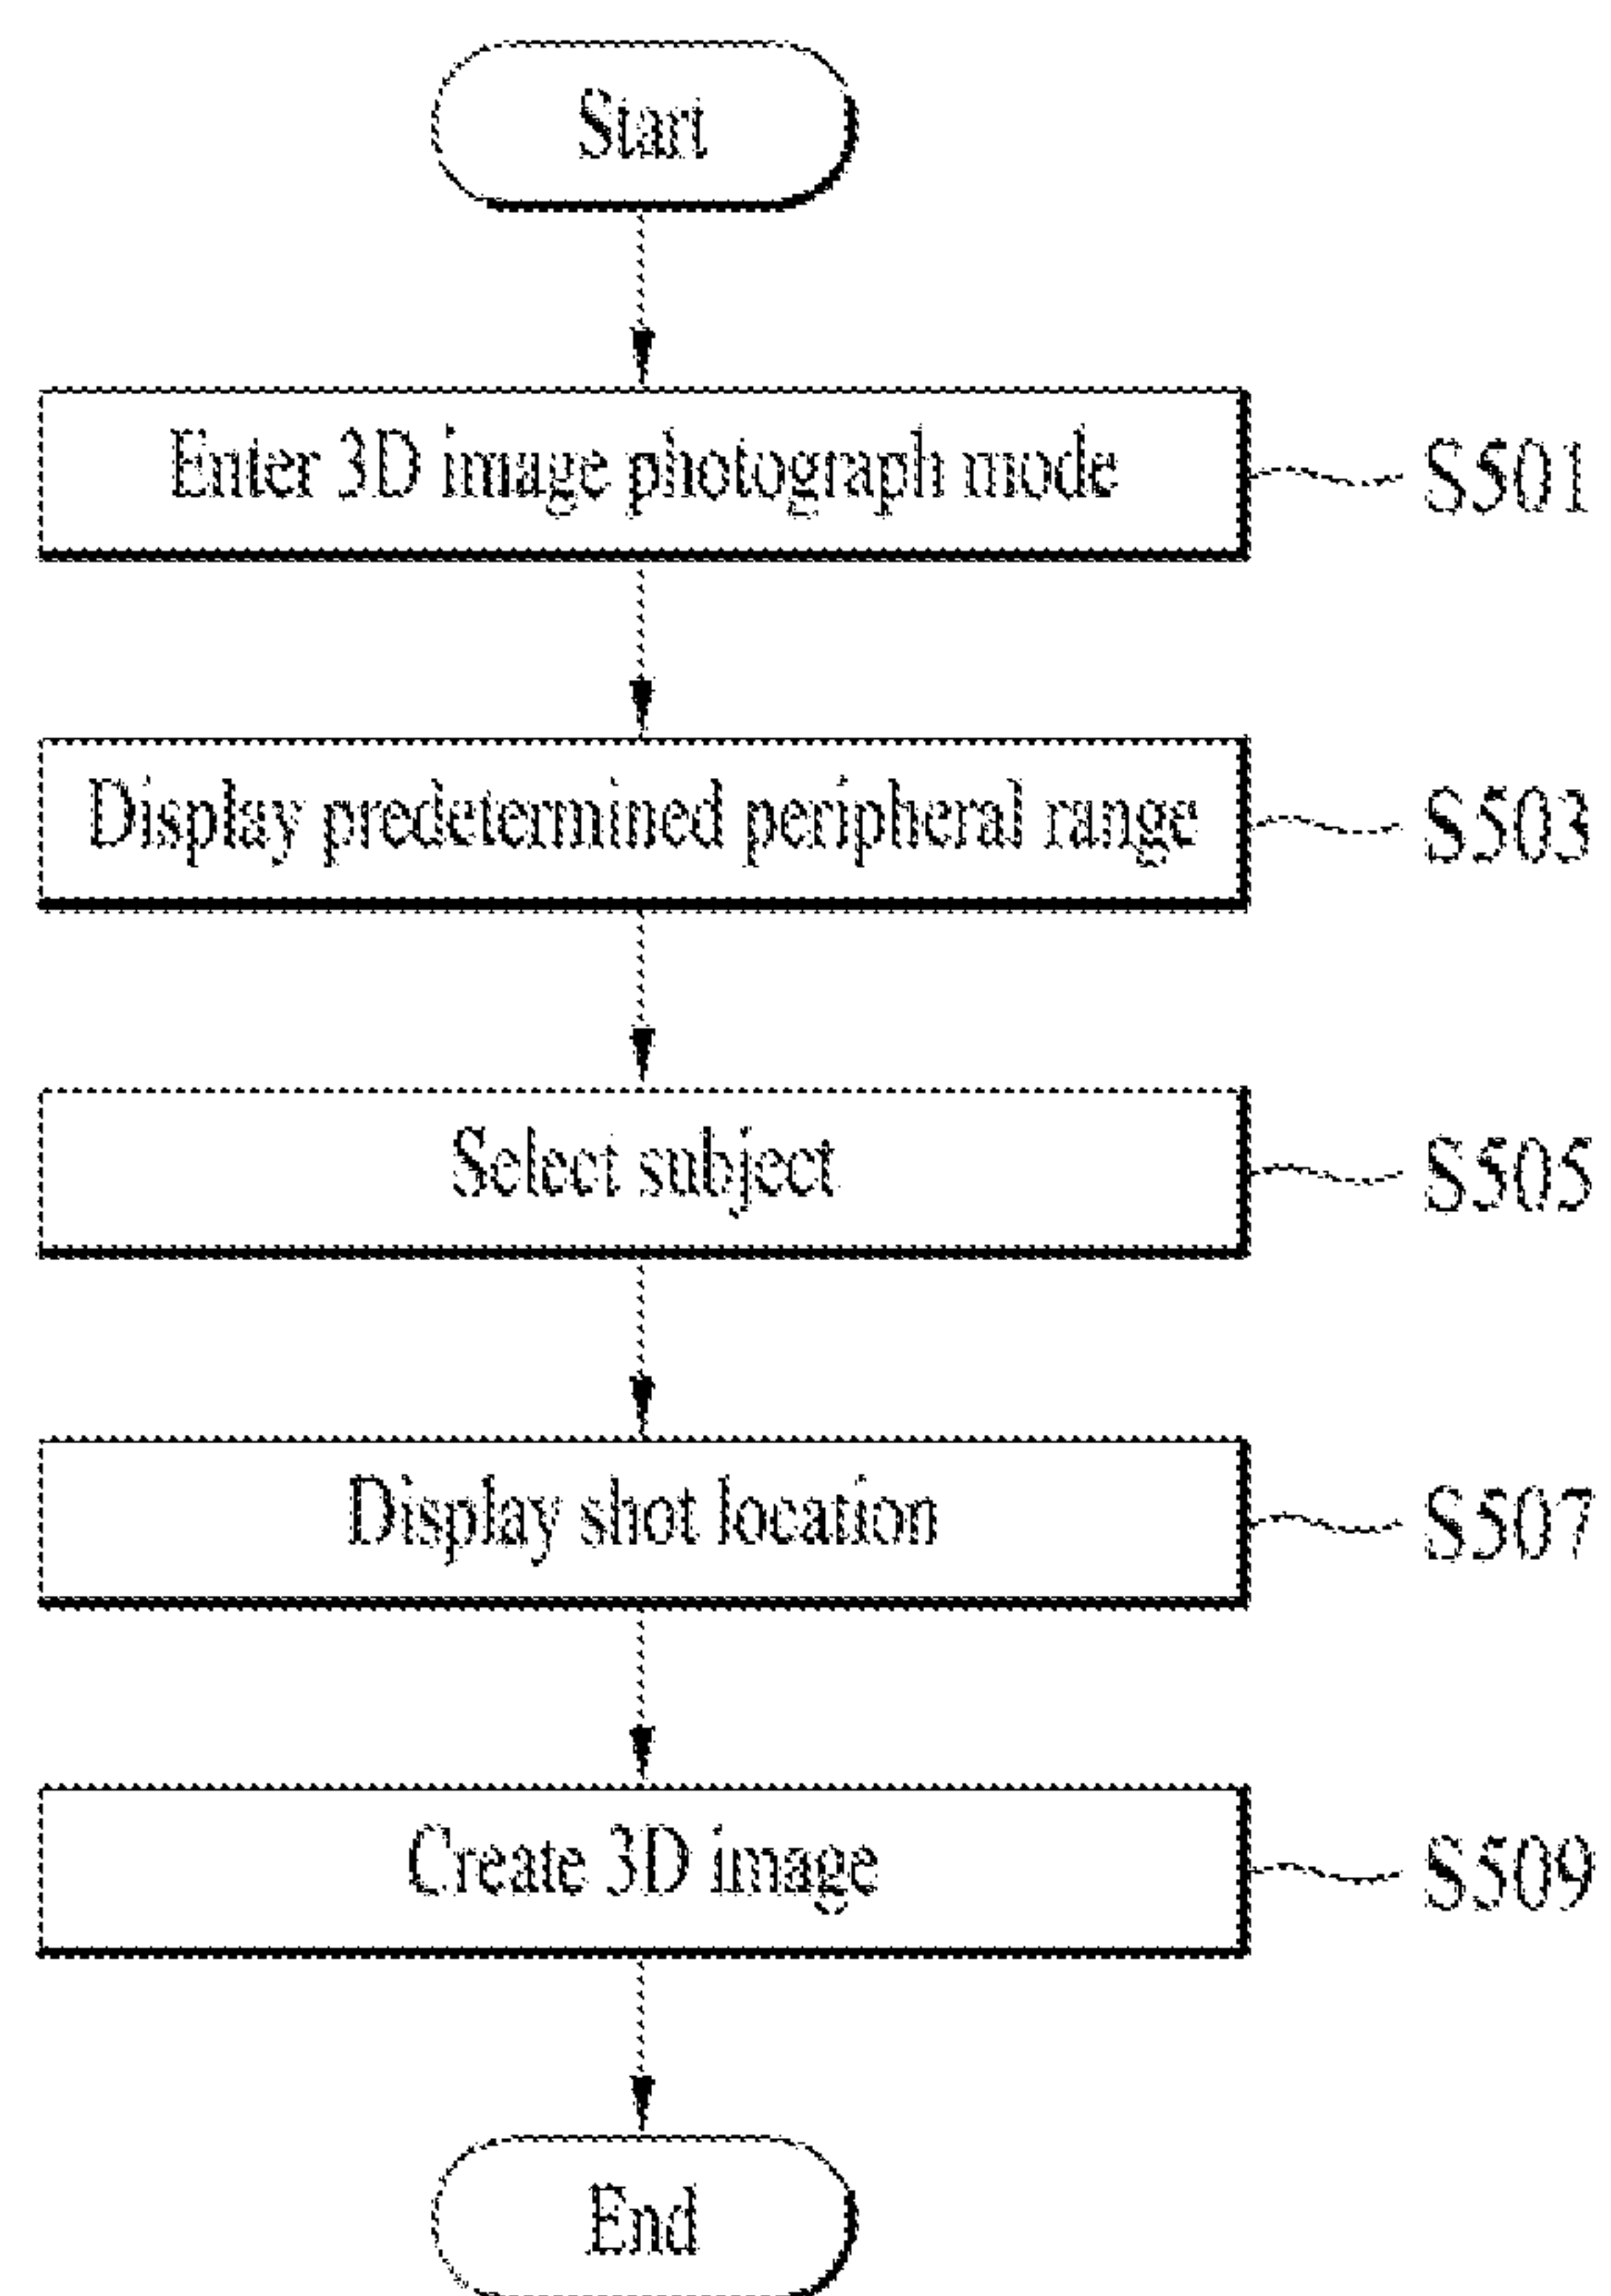 Start
Enter 3D image photograph mode S501
Display predetermined peripheral range S503
Select subject S505
Display shot location S507
Create 3D image S509
End